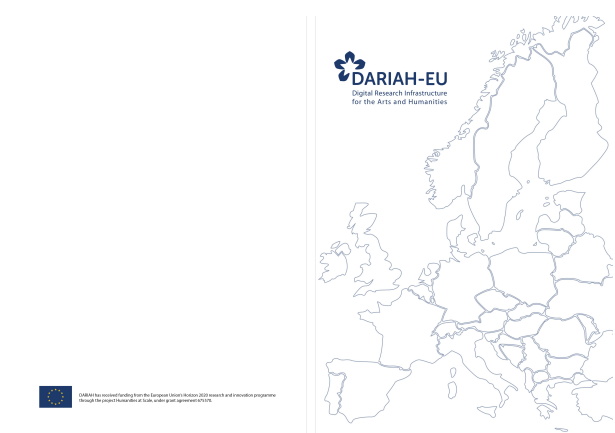 DARIAH-EU
Digital Research Infrastructure
for the Arts and Humanities
DARIAH has received funding from the European Union's Horizon 2020 research and innovation programme
through the project Humanities at Scale, under grant agreement 675570.